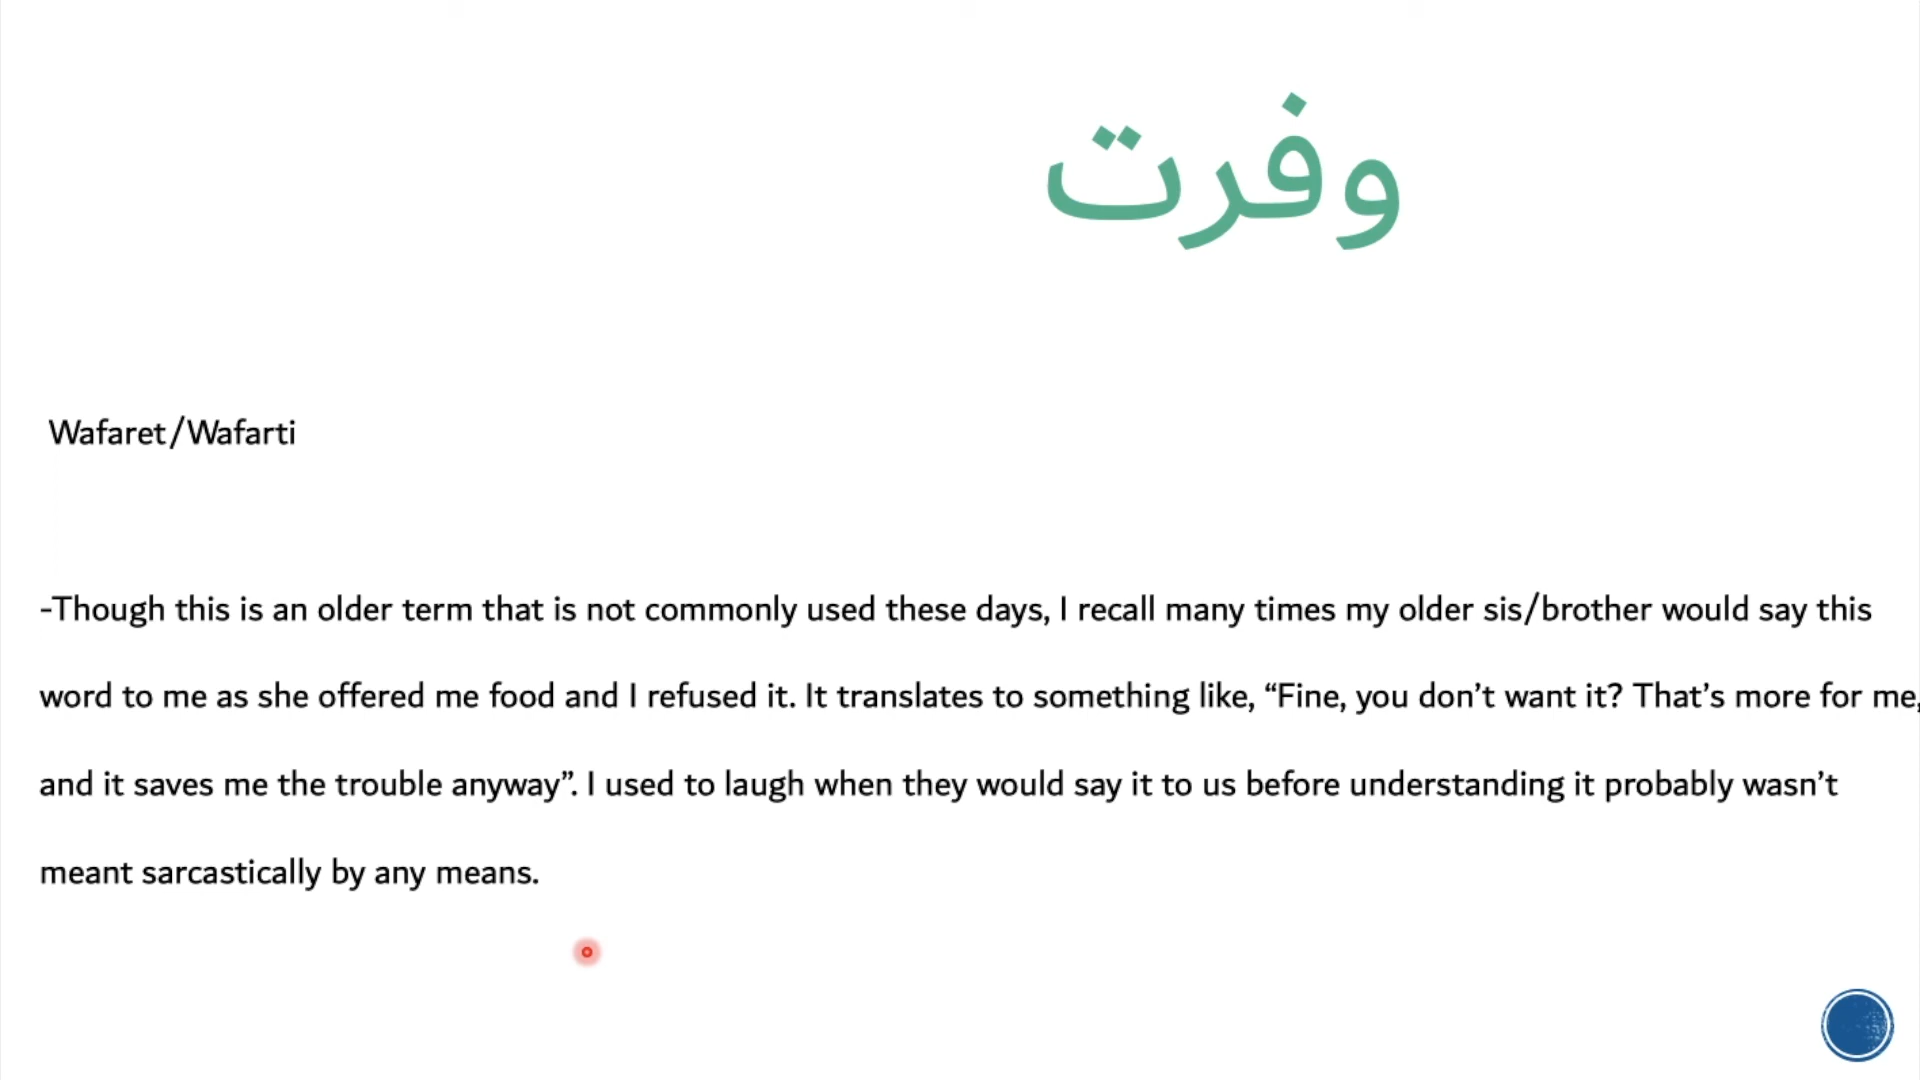 وفرت
Wafaret/Wafarti
-Though this is an older term that is not commonly used these days, I recall many times my older sis/brother would say this
word to me as she offered me food and I refused it. It translates to something like, “Fine, you don’t want it? That’s more for me,
and it saves me the trouble anyway”. I used to laugh when they would say it to us before understanding it probably wasn’t
meant sarcastically by any means.